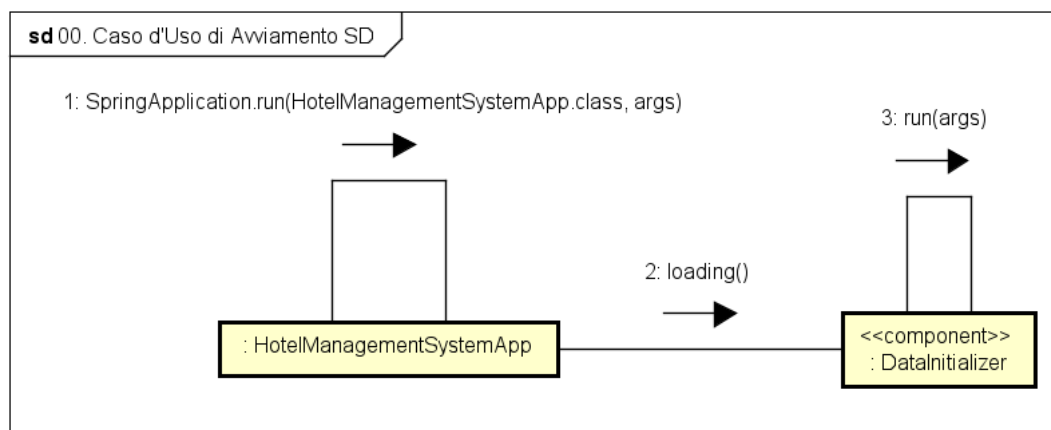 sd 00. Caso d'Uso di Avviamento SD
1: SpringApplication.run(HotelManagementSystemApp.class, args)
3: run(args)
2: loading()
: HotelManagementSystemApp
<<component>>
: DataInitializer